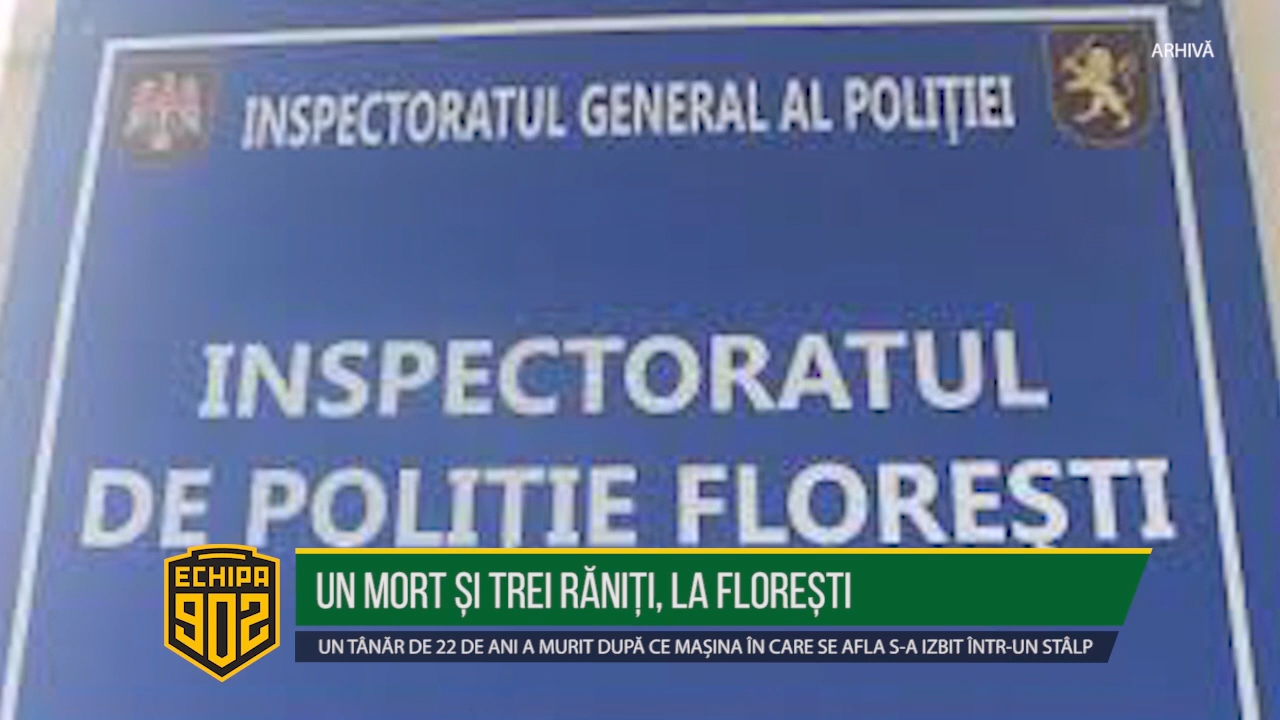 ARHIVĂ
INSPECTORATUL GENERAL AL POLIȚIEI
INSPECTORATUL
DE POLIȚIE FLOREȘTI
ECHIPA
902
UN MORT ȘI TREI RĂNIȚI, LA FLOREȘTI
UN TÂNĂR DE 22 DE ANI A MURIT DUPĂ CE MAȘINA ÎN CARE SE AFLA S-A IZBIT ÎNTR-UN STÂLP